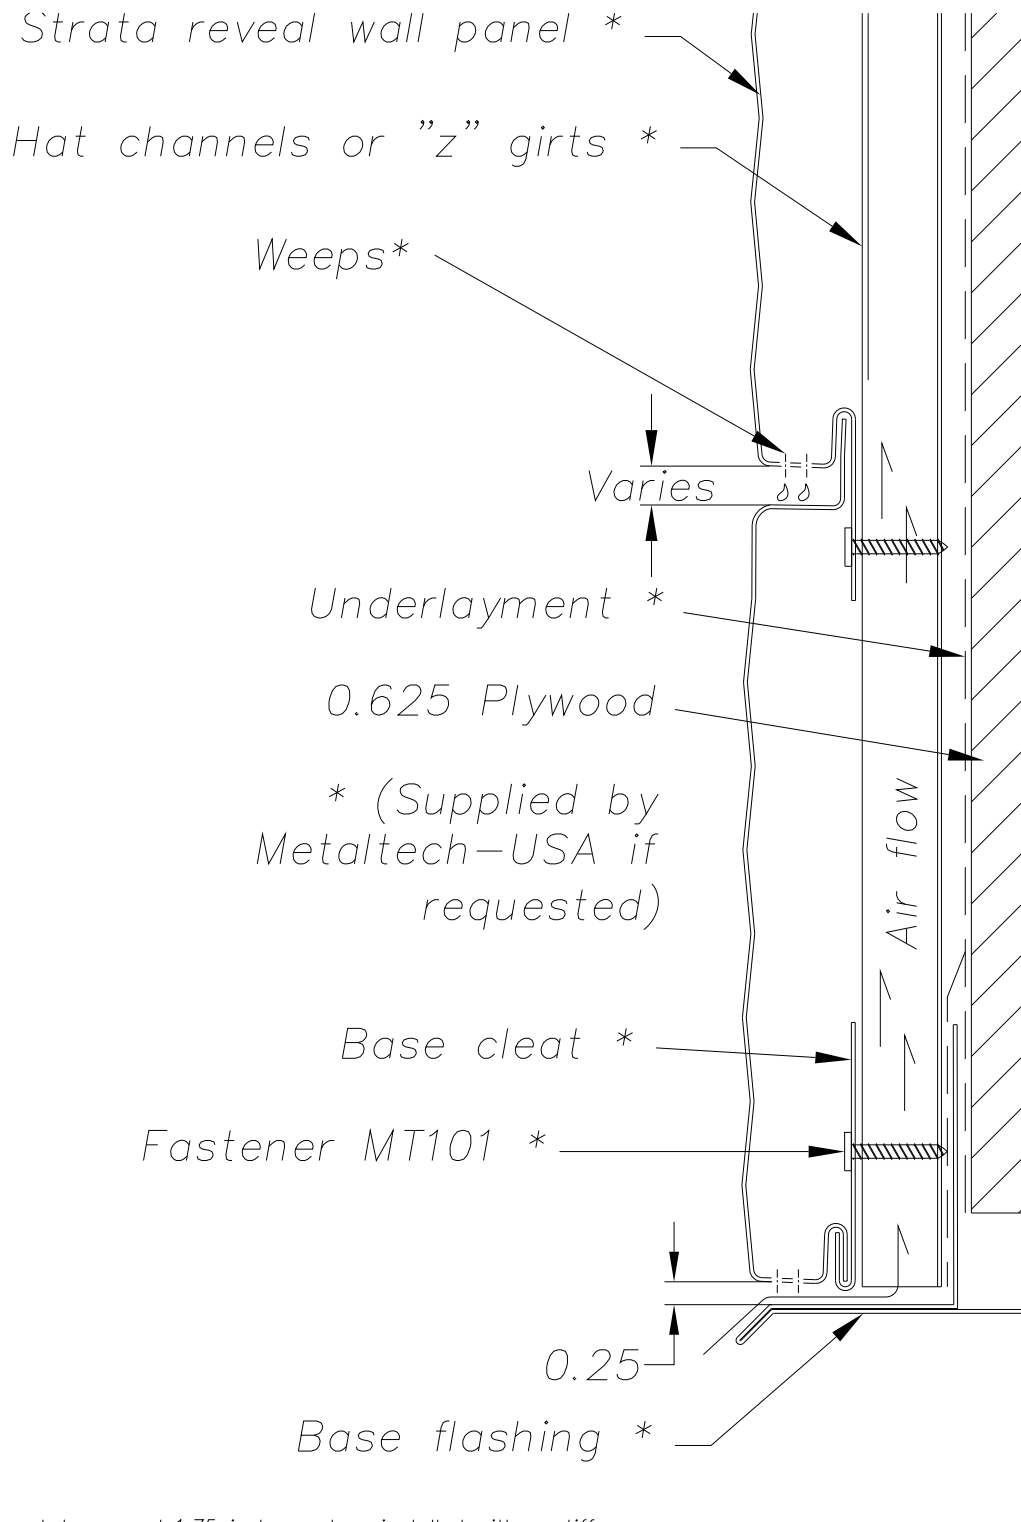 Strata reveal wall panel *
Hat channels or "z" girts *
Weeps*
Varies
Underlayment *
0.625 Plywood
* (Supplied by
Metaltech-USA if
requested)
Air flow
Base cleat *
Fastener MT101 *
0.25
Base flashing *